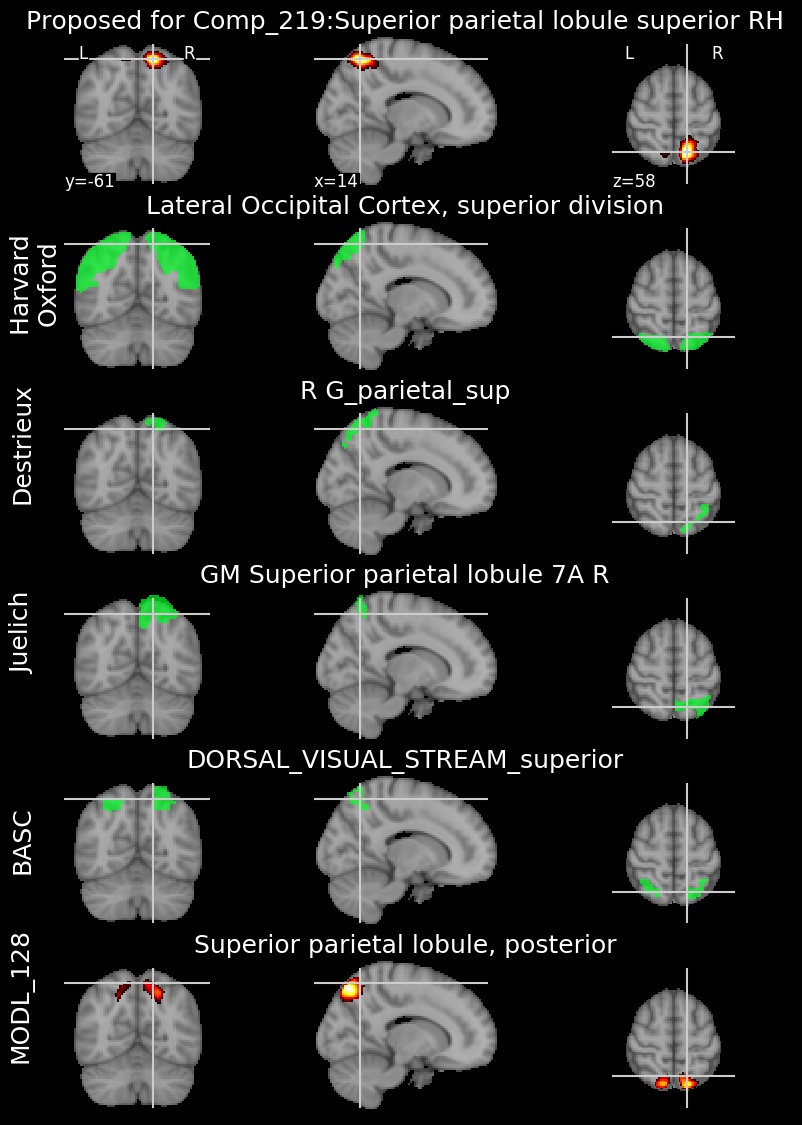 Proposed for Comp_219:Superior parietal lobule superior RH
L R
L R
y=-61
x=14
z=58
Lateral Occipital Cortex, superior division
Harvard
Oxford
R G_parietal_sup
Destrieux
GM Superior parietal lobule 7A R
Juelich
DORSAL_VISUAL_STREAM_superior
BASC
Superior parietal lobule, posterior
MODL_128